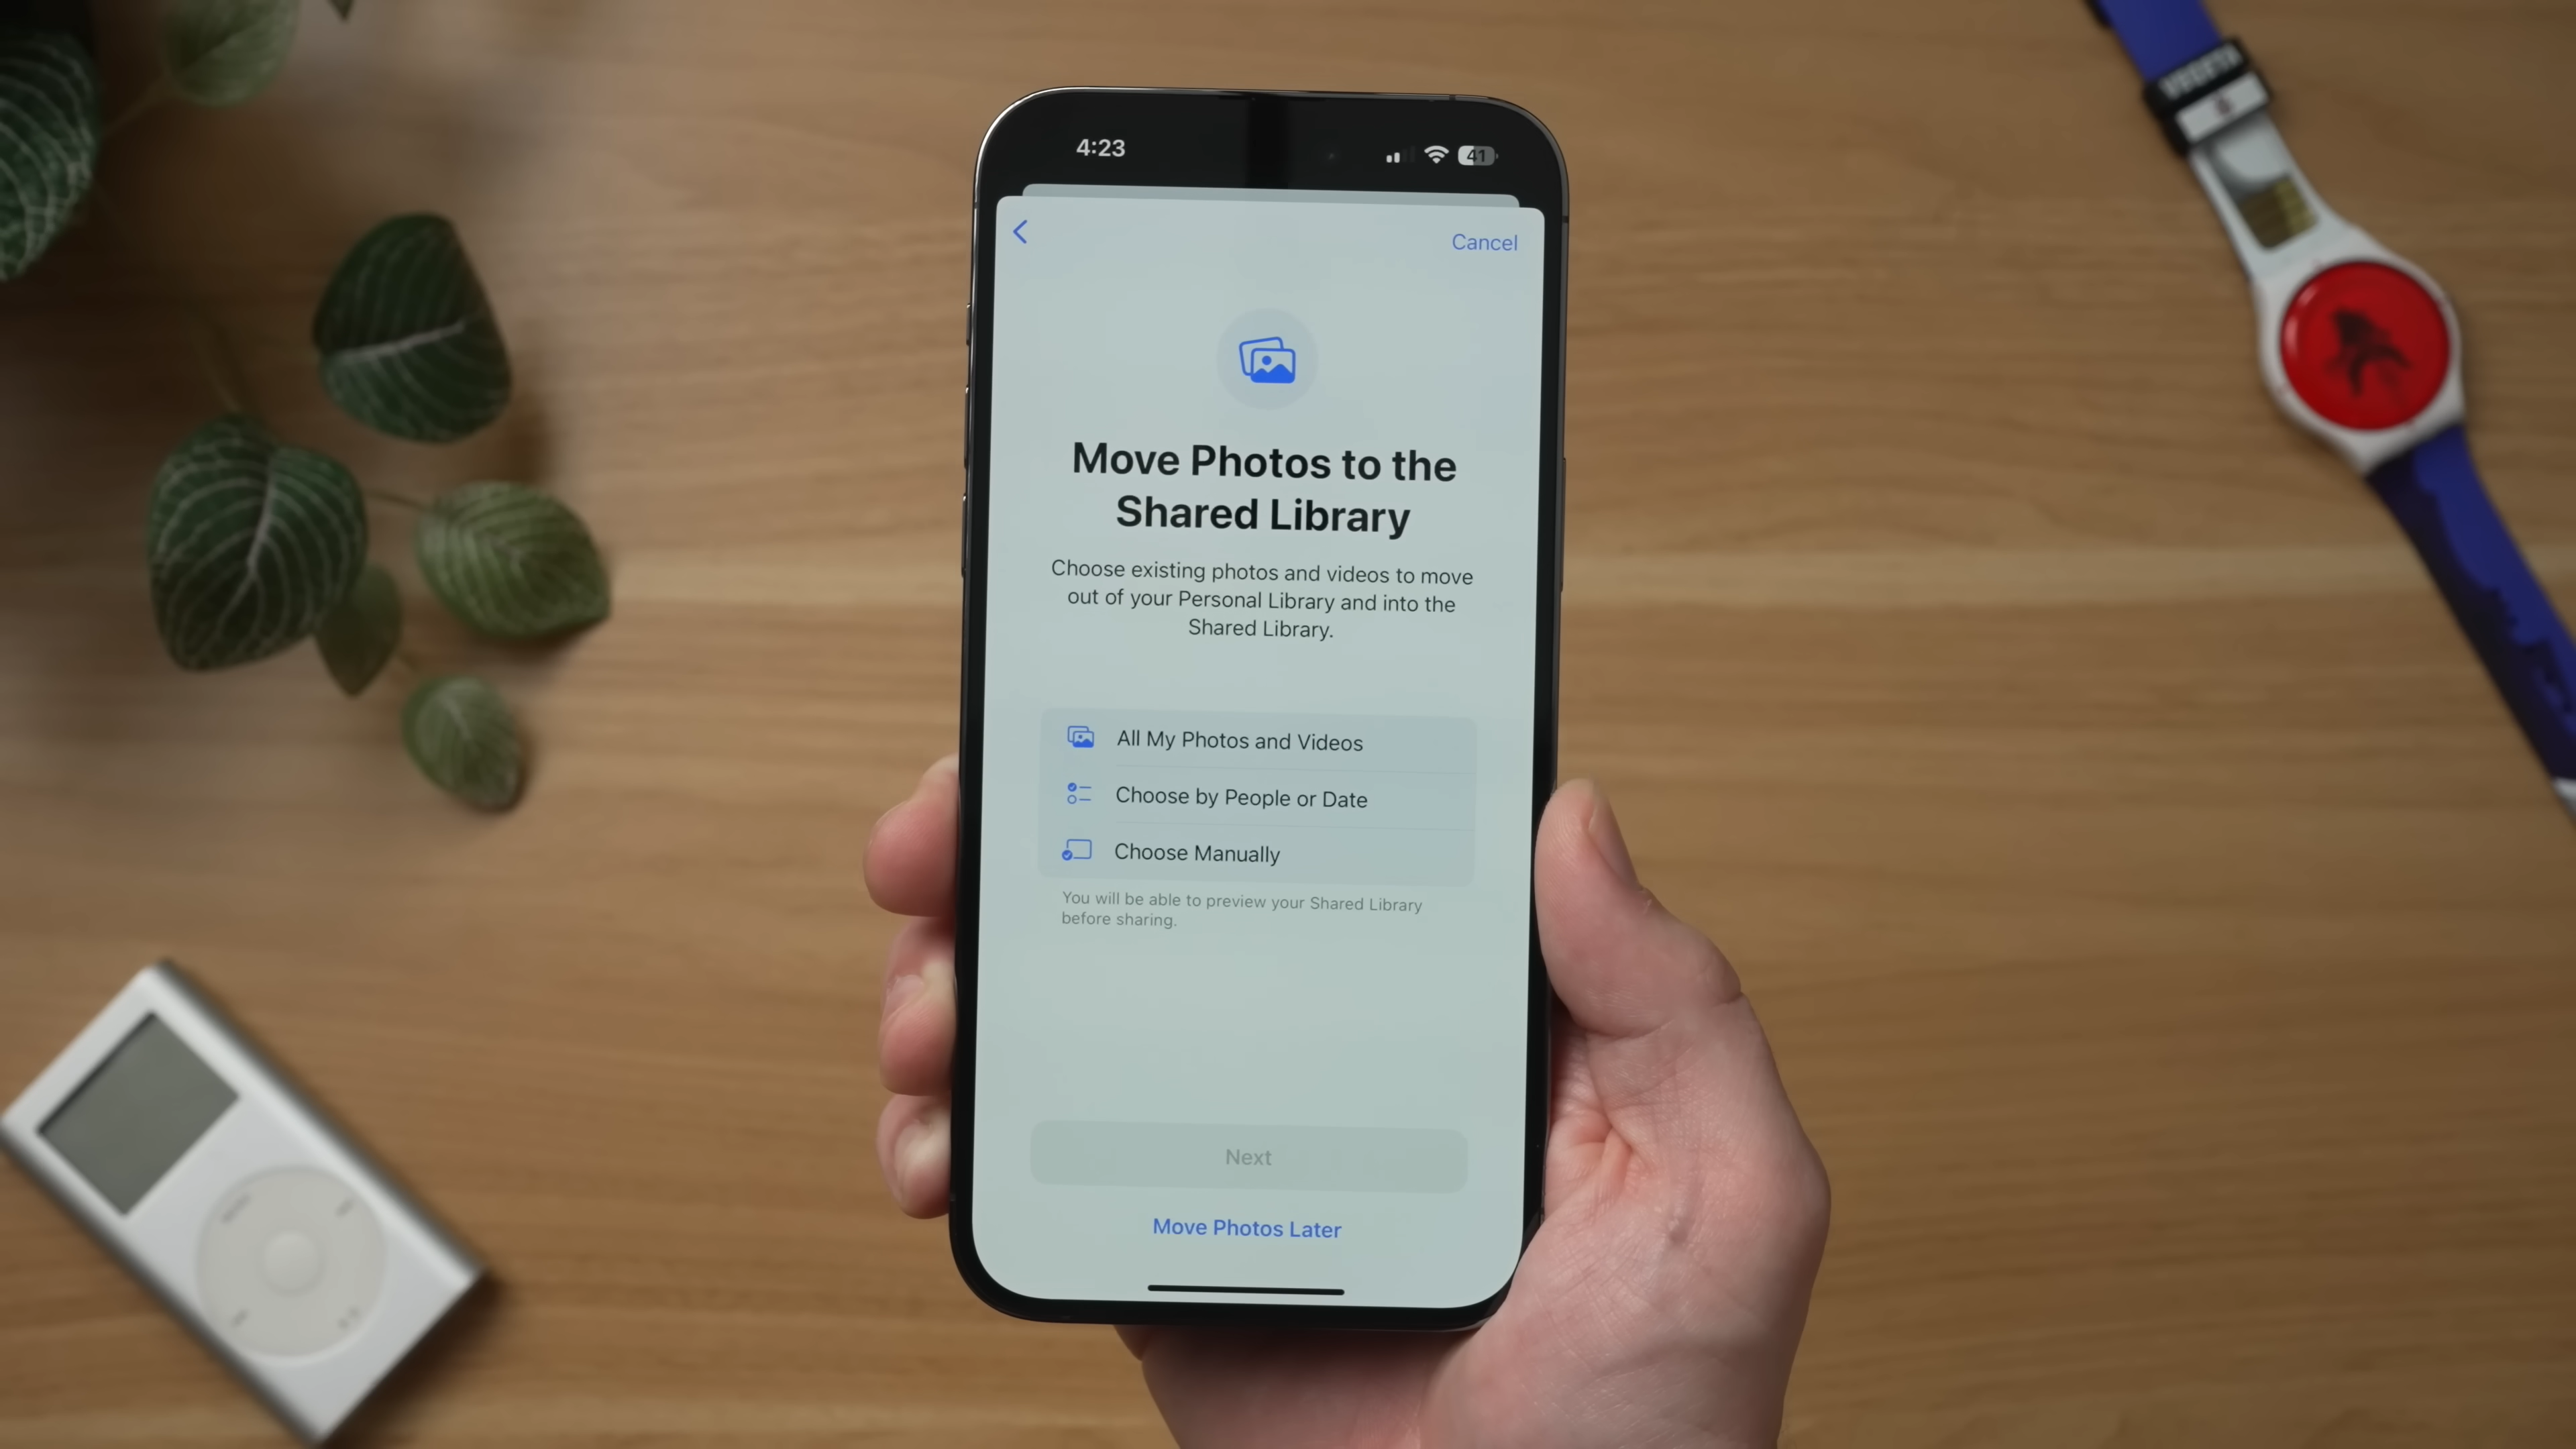 4:23
41
Cancel
Move Photos to the
Shared Library
Choose existing photos and videos to move
out of your Personal Library and into the
Shared Library.
All My Photos and Videos
Choose by People or Date
Choose Manually
You will be able to preview your Shared Library
before sharing.
Next
Move Photos Later
VEGETA